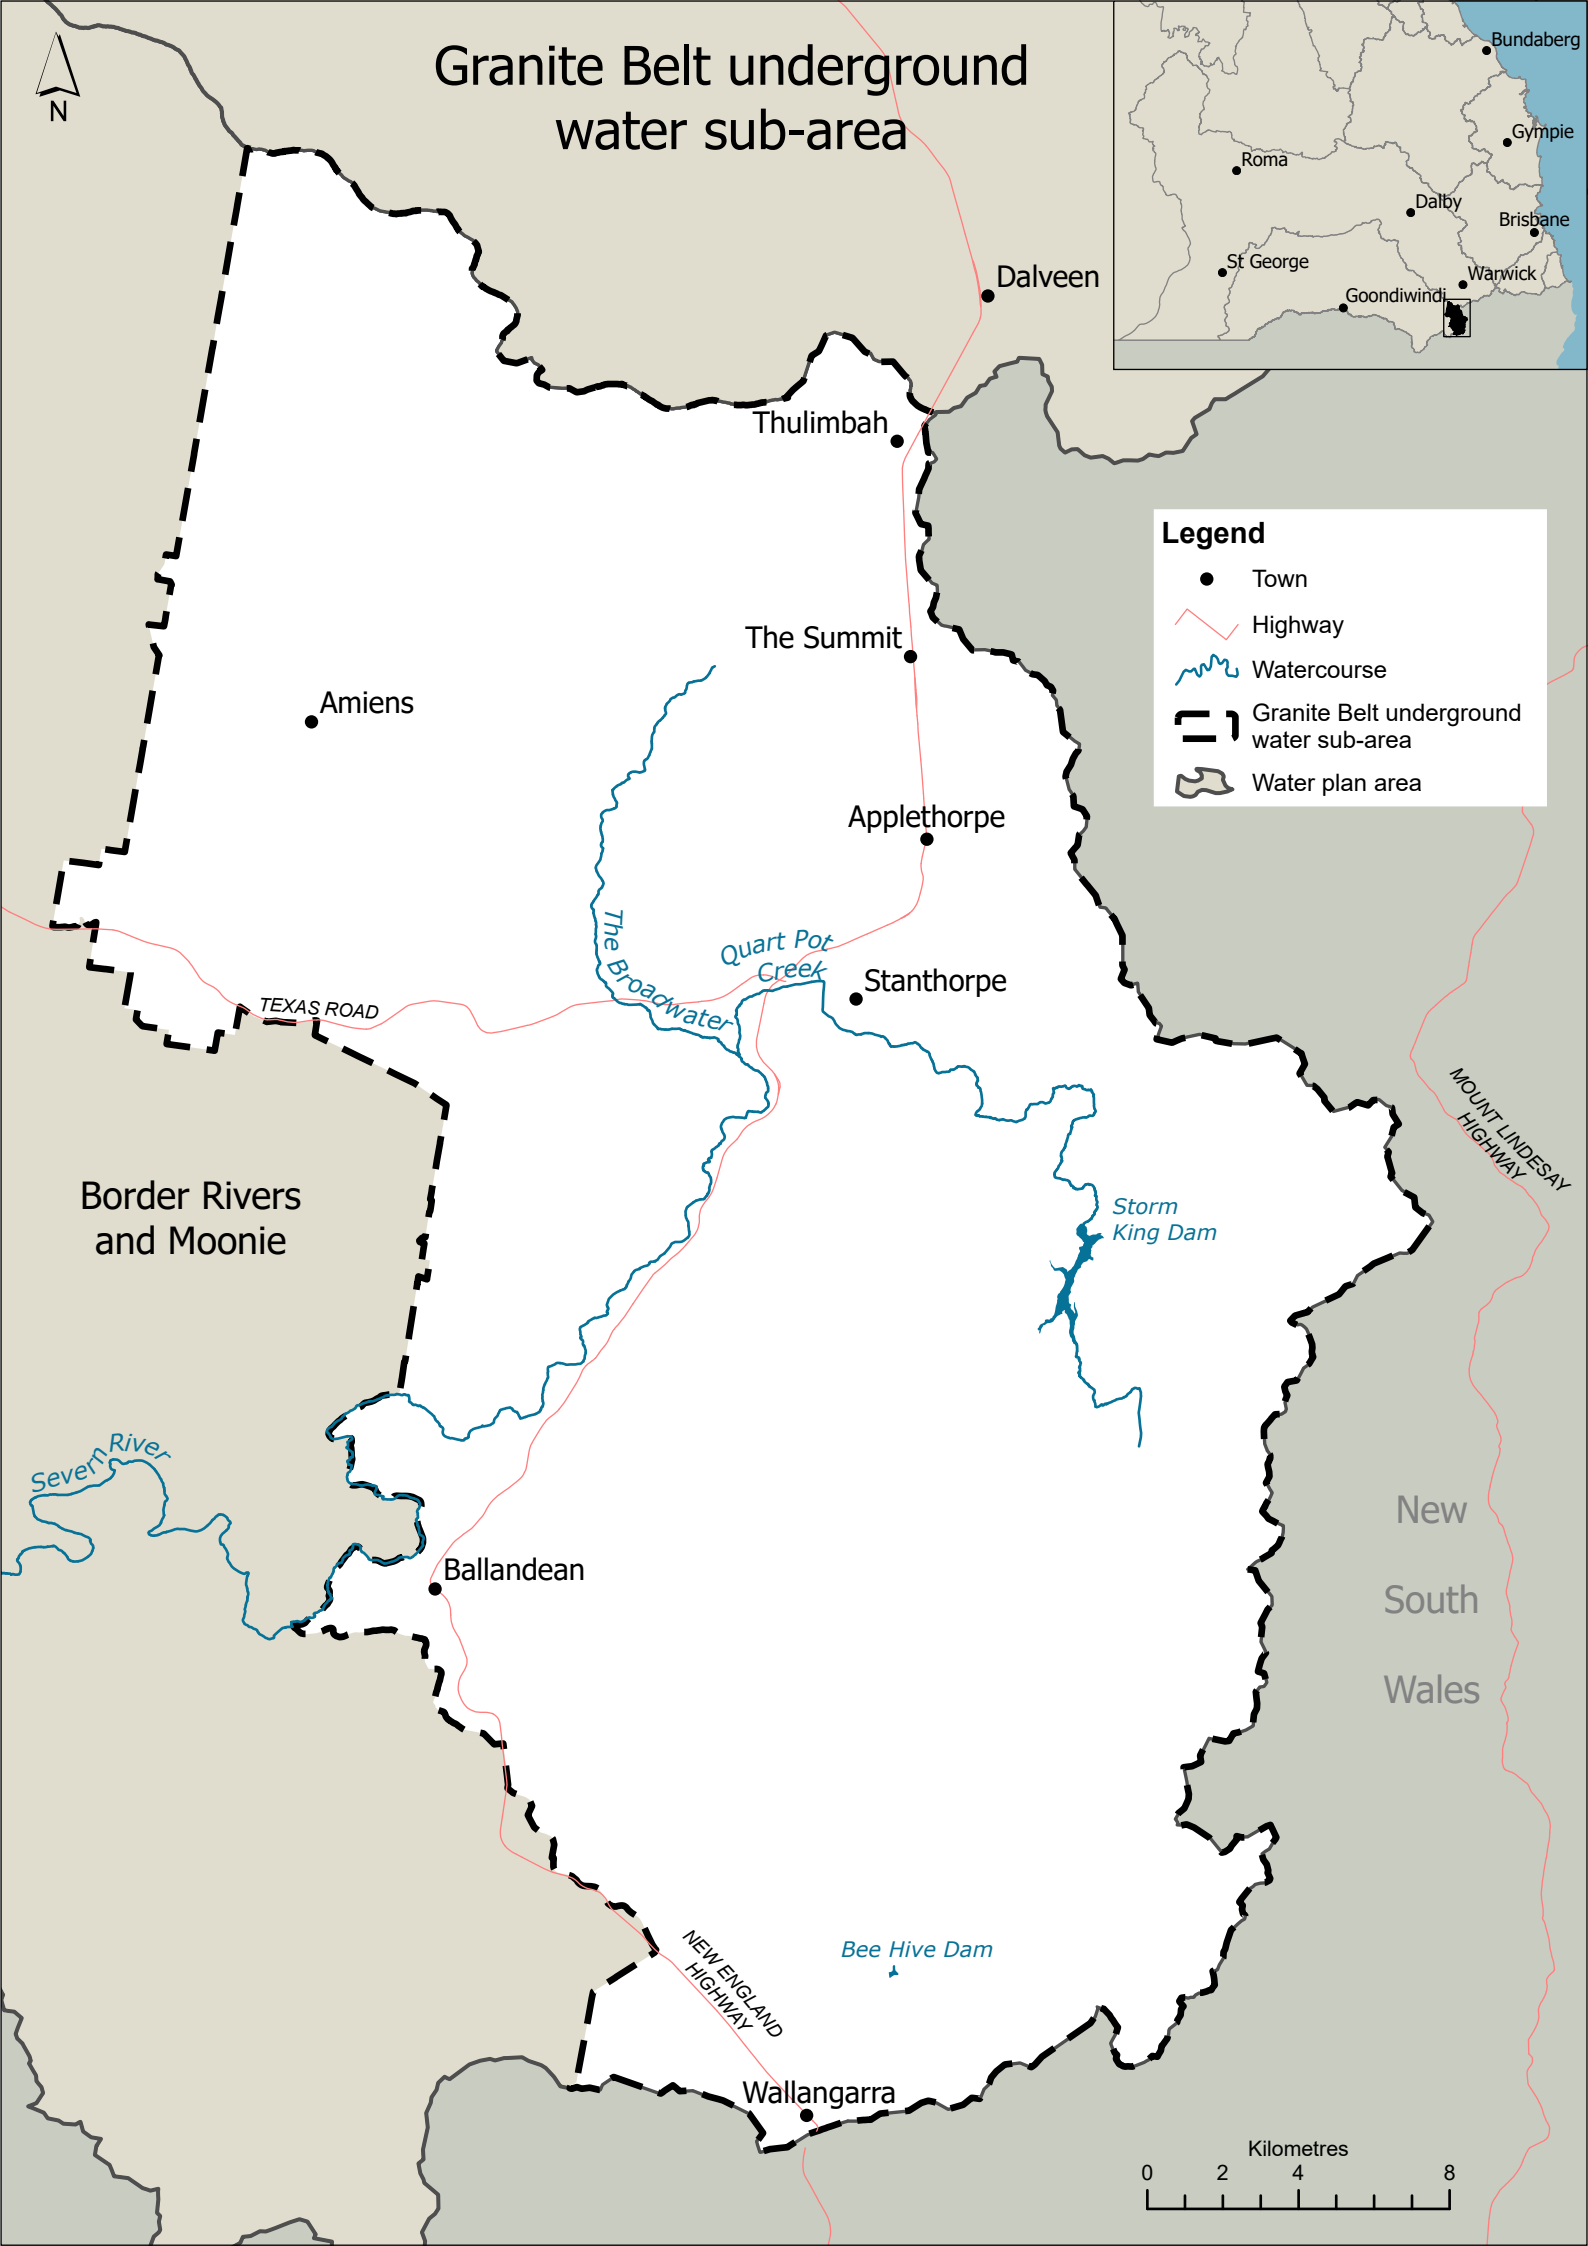 Granite Belt underground
water sub-area
N
Bundaberg
Gympie
Roma
Dalby
Brisbane
St George
Warwick
Goondiwindi
Dalveen
Thulimbah
Legend
Town
Highway
Watercourse
Granite Belt underground
water sub-area
Water plan area
The Summit
Amiens
Applethorpe
The Broadwater
Quart Pot
Creek
Stanthorpe
TEXAS ROAD
MOUNT LINDESAY
HIGHWAY
Border Rivers
and Moonie
Storm
King Dam
Severn River
New
South
Wales
Ballandean
Bee Hive Dam
NEW ENGLAND
HIGHWAY
Wallangarra
Kilometres
0 2 4 8